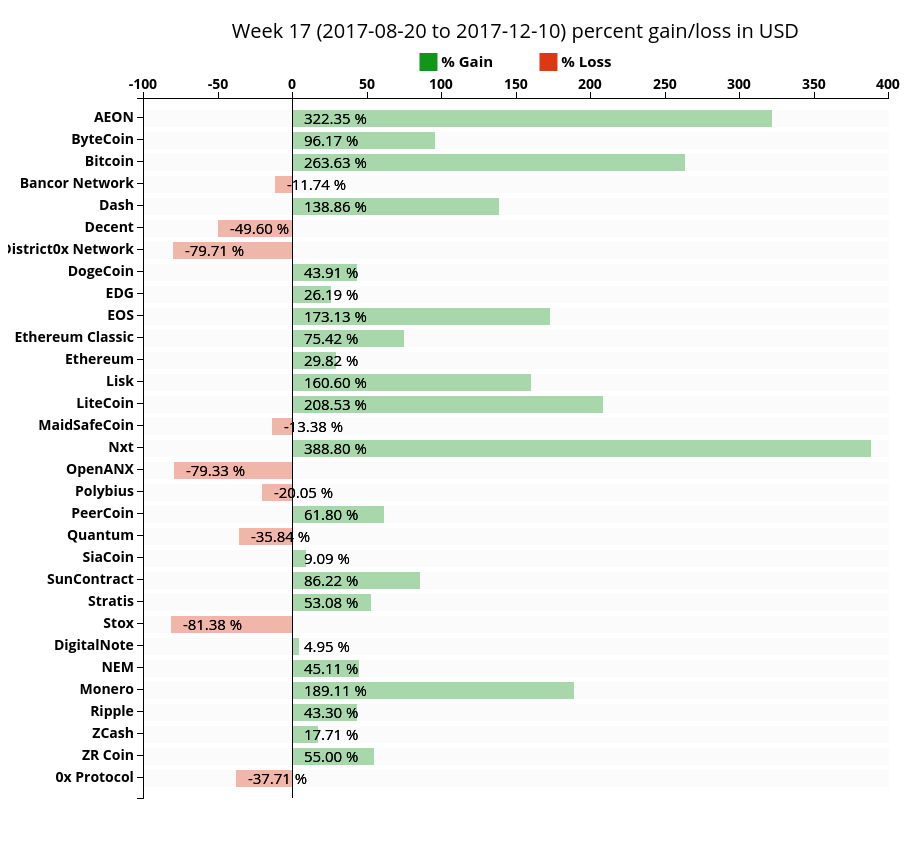 Week 17 (2017-08-20 to 2017-12-10) percent gain/loss in USD
% Gain % Loss
-100 -50 0 50 100 150 200 250 300 350 400
AEON 322.35 %
ByteCoin 96.17 %
Bitcoin 263.63 %
Bancor Network -11.74 %
Dash 138.86 %
Decent -49.60 %
istrict0x Network -79.71 %
DogeCoin 43.91 %
EDG 26.19 %
EOS 173.13 %
Ethereum Classic 75.42 %
Ethereum 29.82 %
Lisk 160.60 %
LiteCoin 208.53 %
MaidSafeCoin -13.38 %
Nxt 388.80 %
OpenANX -79.33 %
Polybius -20.05 %
PeerCoin 61.80 %
Quantum -35.84 %
SiaCoin 9.09 %
SunContract 86.22 %
Stratis 53.08 %
Stox -81.38 %
DigitalNote 4.95 %
NEM 45.11 %
Monero 189.11 %
Ripple 43.30 %
ZCash 17.71 %
ZR Coin 55.00 %
0x Protocol -37.71 %